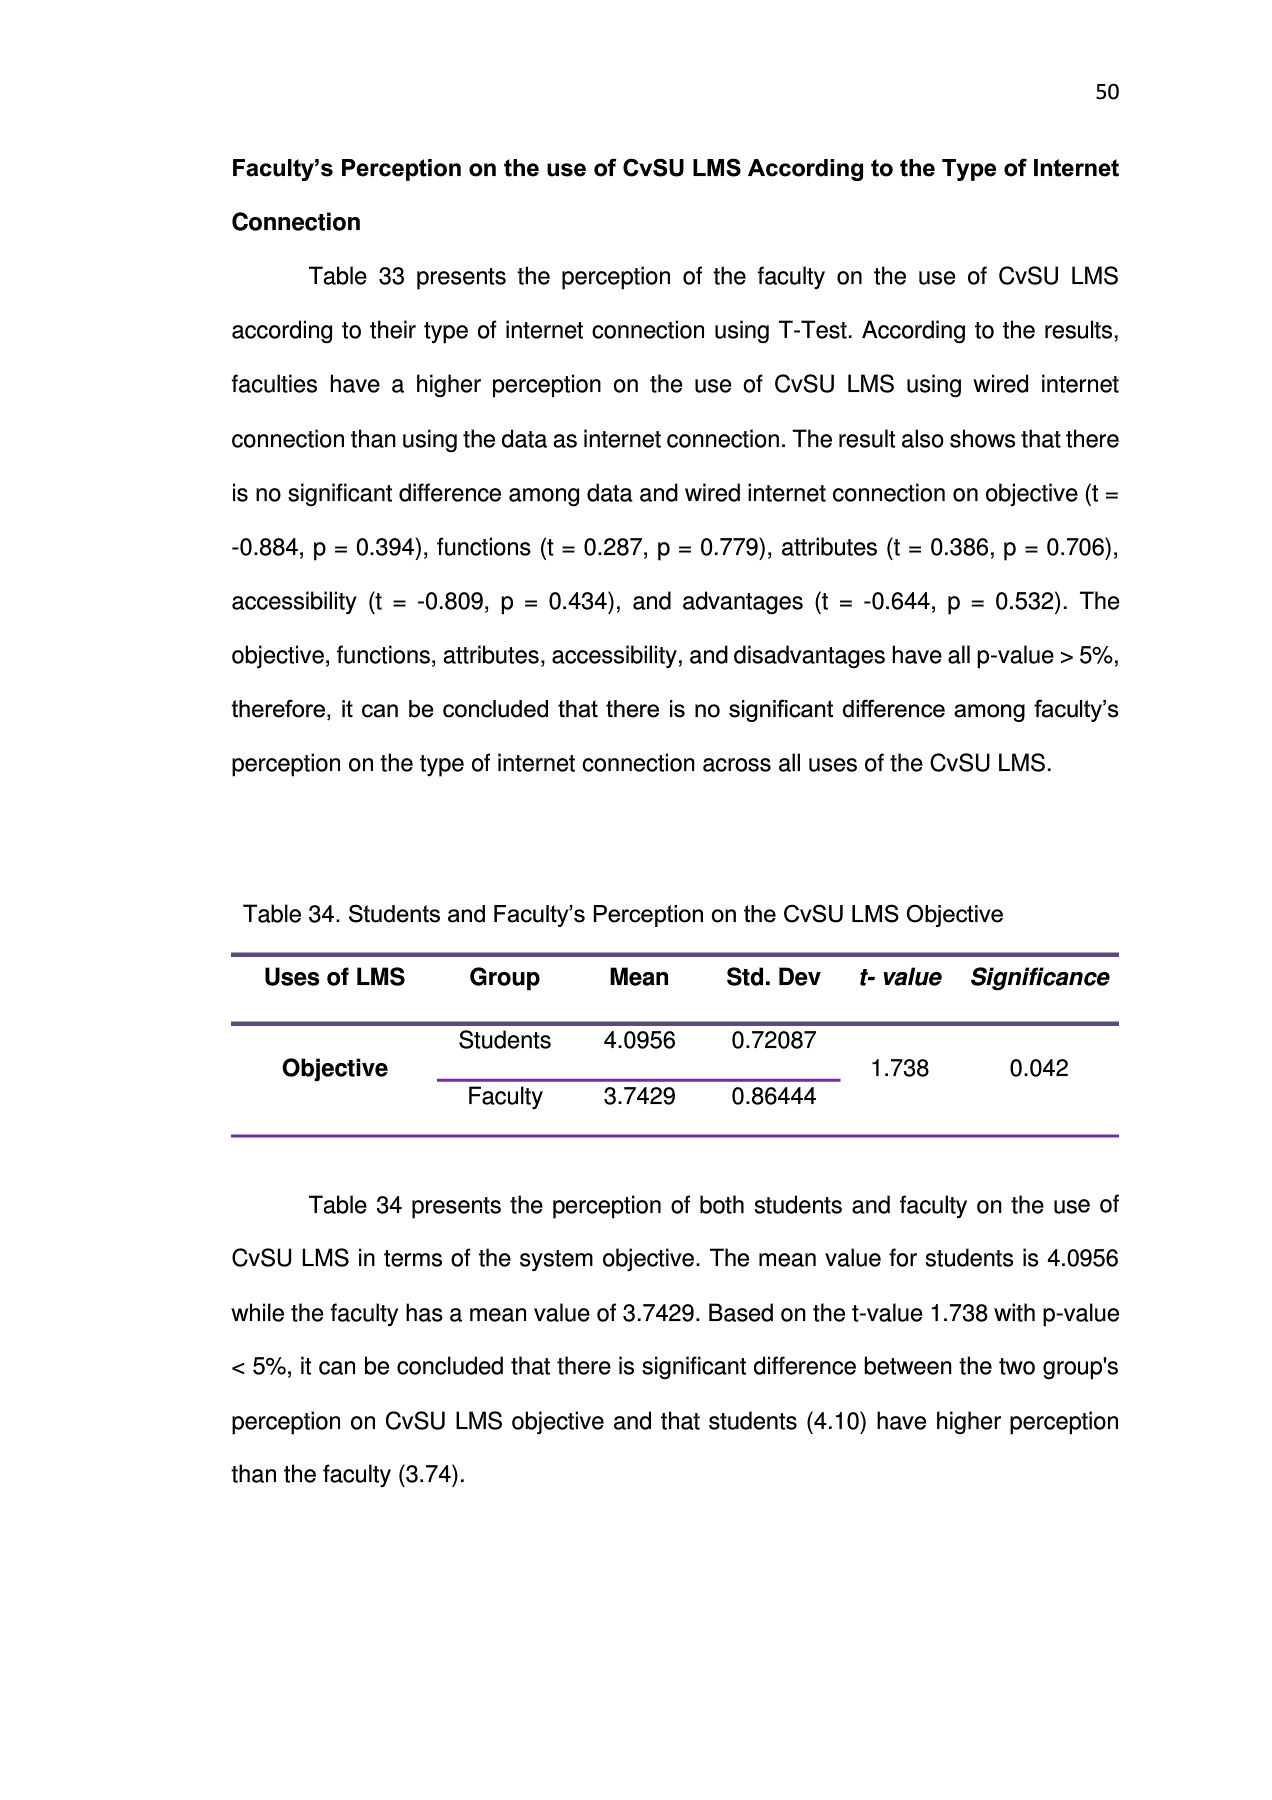 50
Faculty’s Perception on the use of CvSU LMS According to the Type of Internet
Connection
Table 33 presents the perception of the faculty on the use of CvSU LMS
according to their type of internet connection using T-Test. According to the results,
faculties have a higher perception on the use of CvSU LMS using wired internet
connection than using the data as internet connection. The result also shows that there
is no significant difference among data and wired internet connection on objective (t =
-0.884, p = 0.394), functions (t = 0.287, p = 0.779), attributes (t = 0.386, p = 0.706),
accessibility (t = -0.809, p = 0.434), and advantages (t = -0.644, p = 0.532). The
objective, functions, attributes, accessibility, and disadvantages have all p-value > 5%,
therefore, it can be concluded that there is no significant difference among faculty’s
perception on the type of internet connection across all uses of the CvSU LMS.
Table 34. Students and Faculty’s Perception on the CvSU LMS Objective
Uses of LMS Group Mean Std. Dev t- value Significance
Students 4.0956 0.72087
Objective 1.738 0.042
Faculty 3.7429 0.86444
Table 34 presents the perception of both students and faculty on the use of
CvSU LMS in terms of the system objective. The mean value for students is 4.0956
while the faculty has a mean value of 3.7429. Based on the t-value 1.738 with p-value
< 5%, it can be concluded that there is significant difference between the two group's
perception on CvSU LMS objective and that students (4.10) have higher perception
than the faculty (3.74).